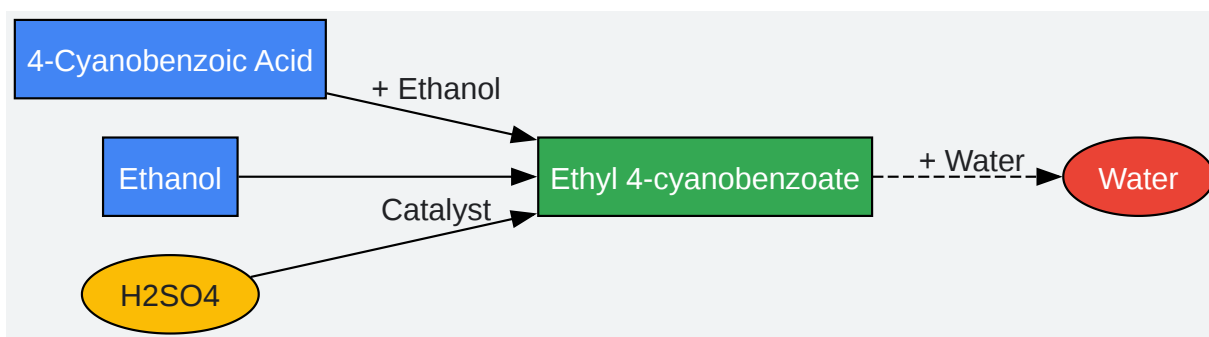 4-Cyanobenzoic Acid
+ Ethanol
Ethanol
Ethyl 4-cyanobenzoate
+ Water
Water
Catalyst
H2SO4